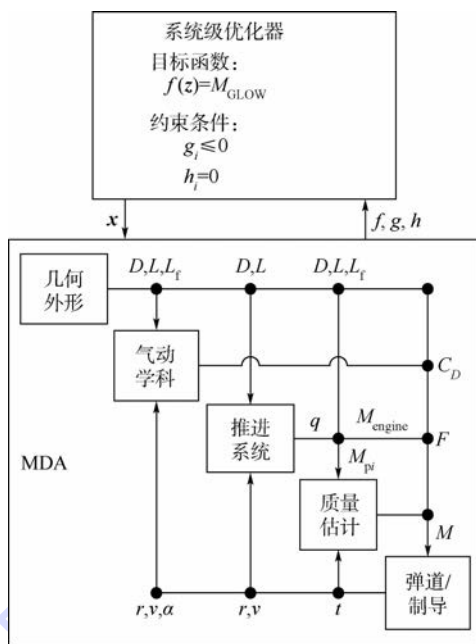 系统级优化器
目标函数：
f(z)=M_GLOW
约束条件：
g_i≤0
h_i=0
x
f, g, h
几何
外形
D,L,L_f
D,L
D,L,L_f
气动
学科
C_D
推进
系统
q
M_engine
F
MDA
M_pi
质量
估计
M
弹道/
制导
r,v,α
r,v
t